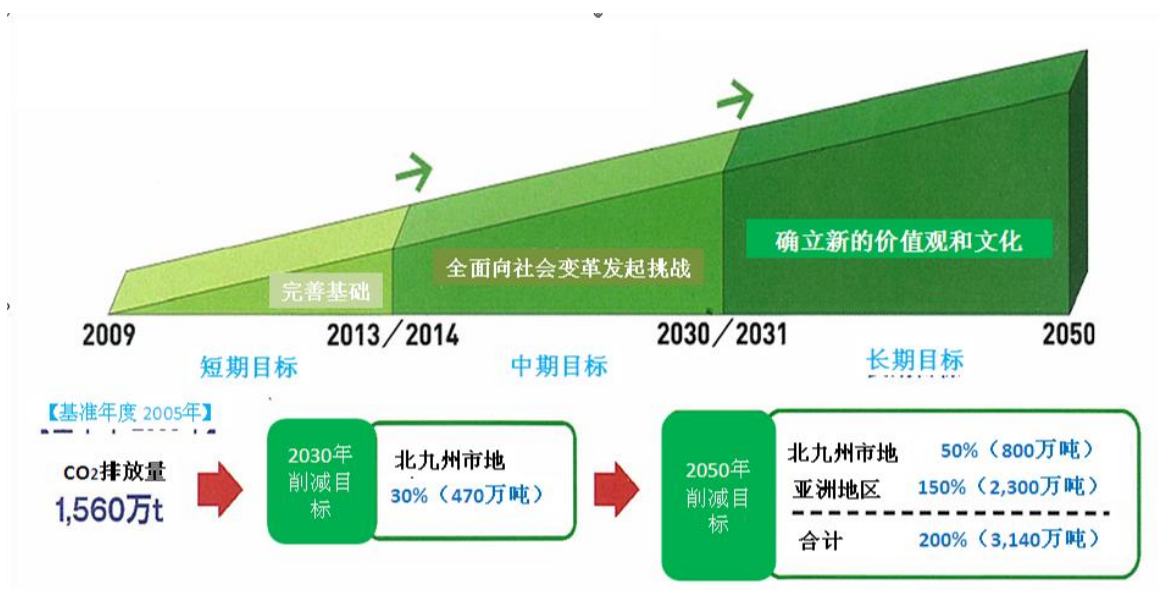 确立新的价值观和文化
全面向社会变革发起挑战
完善基础
2009 2013/2014 2030/2031 2050
短期目标 中期目标 长期目标
【基准年度 2005年】
CO₂排放量
1,560万t
2030年
削减目
标
北九州市地
30%（470万吨）
2050年
削减目
标
北九州市地 50%（800万吨）
亚洲地区 150%（2,300万吨）
合计 200%（3,140万吨）